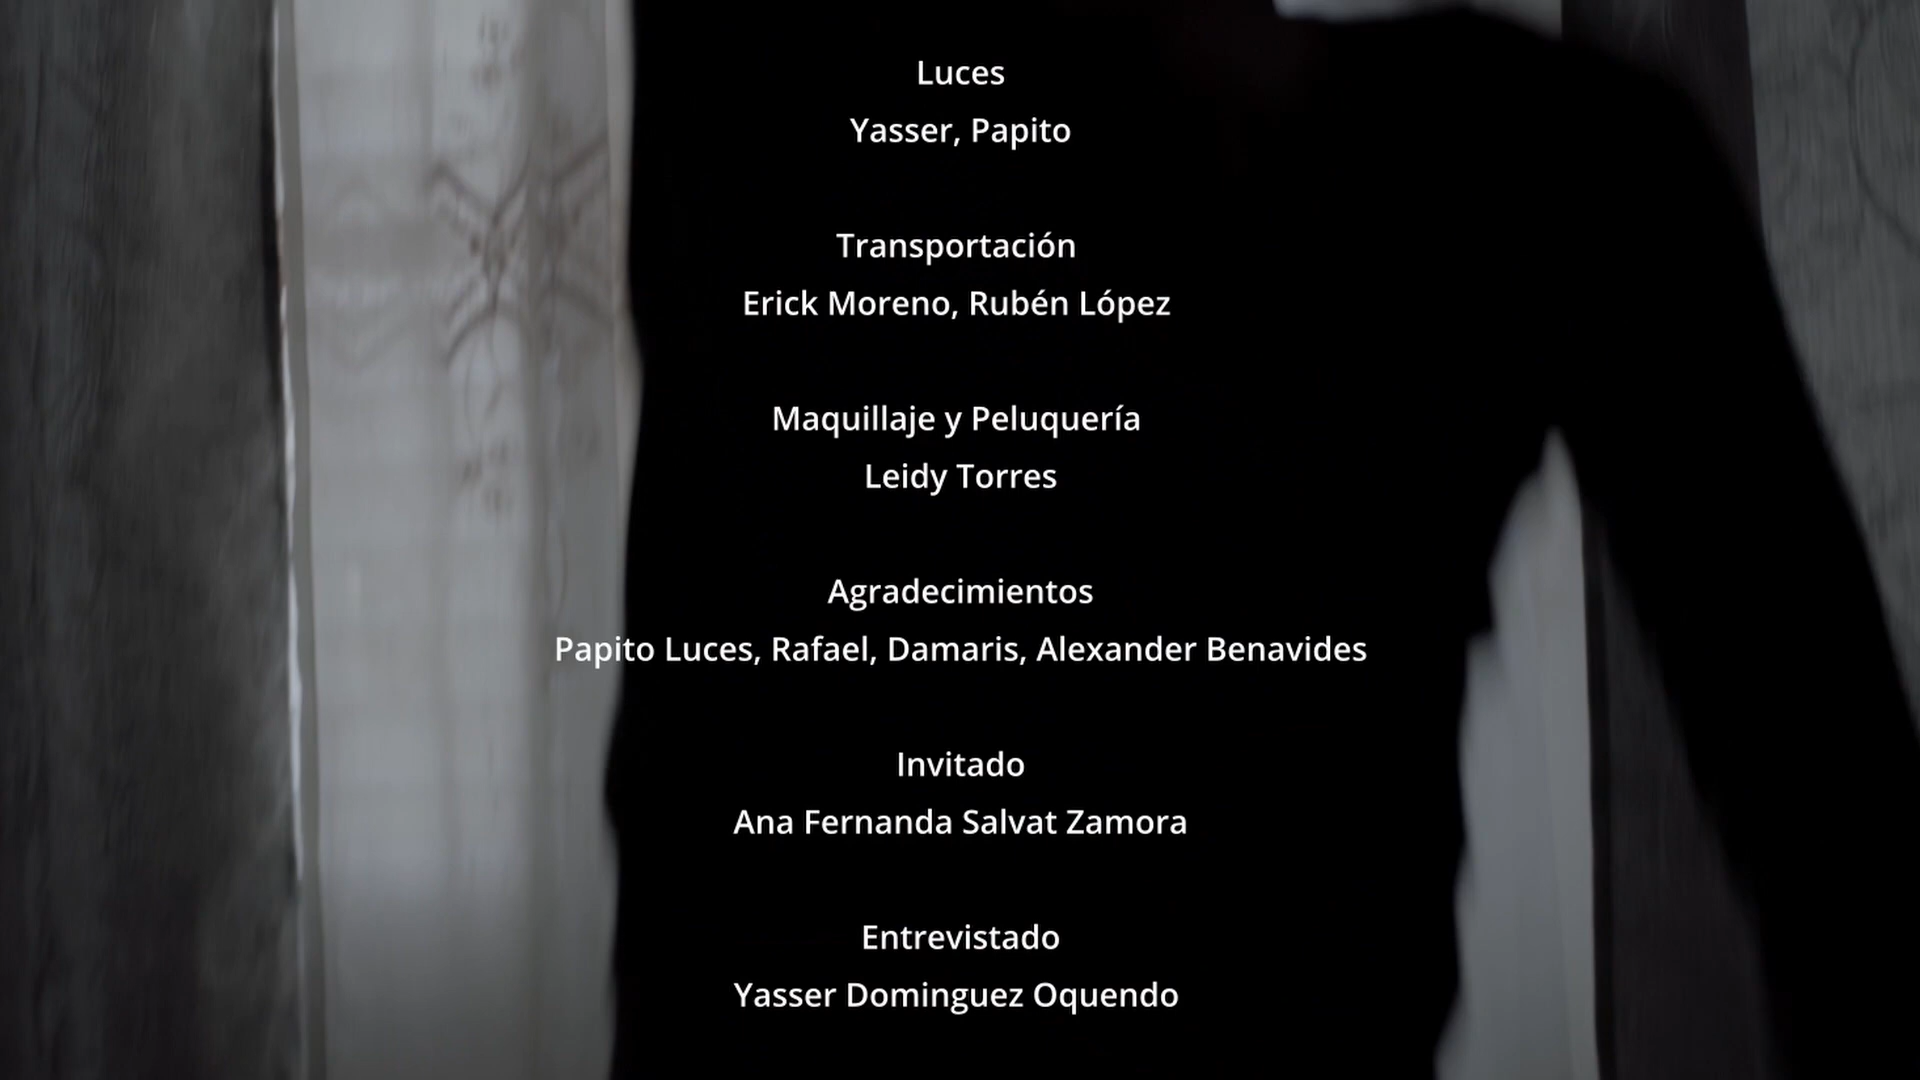 Luces
Yasser, Papito
Transportación
Erick Moreno, Rubén López
Maquillaje y Peluquería
Leidy Torres
Agradecimientos
Papito Luces, Rafael, Damaris, Alexander Benavides
Invitado
Ana Fernanda Salvat Zamora
Entrevistado
Yasser Dominguez Oquendo